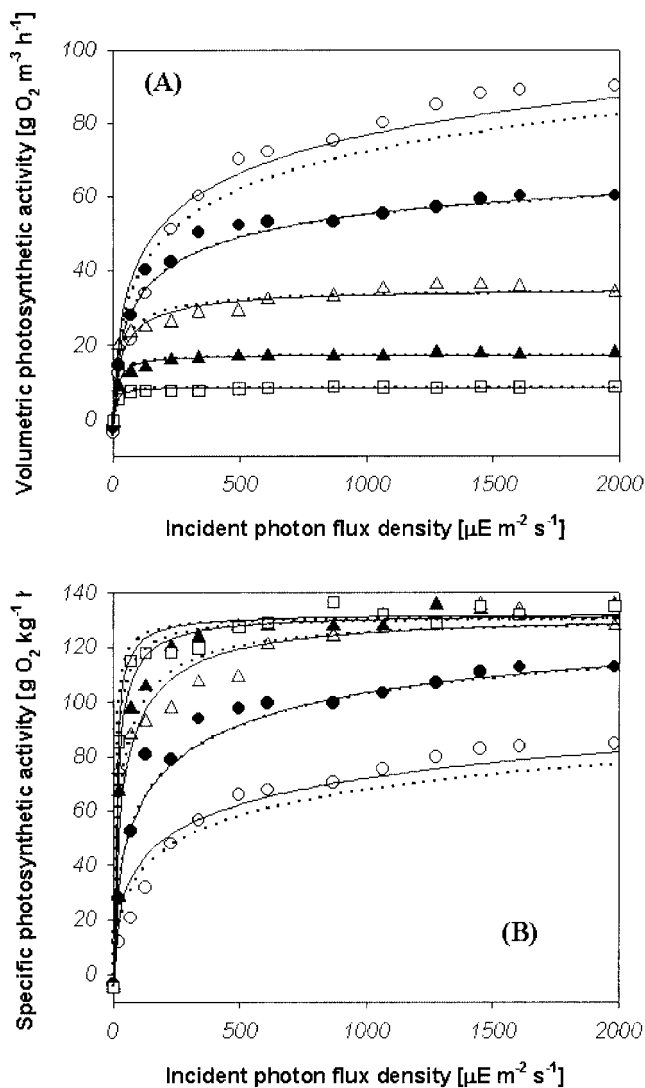 (A)
Volumetric photosynthetic activity [g O₂ m⁻³ h⁻¹]
120
100
80
60
40
20
0
0 500 1000 1500 2000
Incident photon flux density [µE m⁻² s⁻¹]
(B)
Specific photosynthetic activity [g O₂ kg⁻¹
140
120
100
80
60
40
20
0
0 500 1000 1500 2000
Incident photon flux density [µE m⁻² s⁻¹]